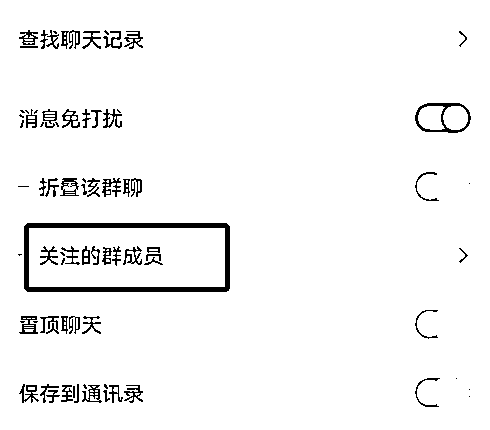 查找聊天记录
消息免打扰
折叠该群聊
关注的群成员
置顶聊天
保存到通讯录